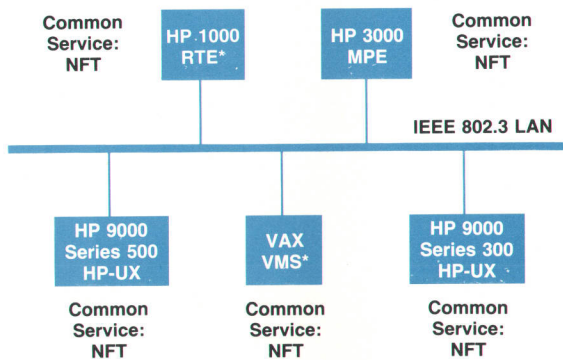 Common
Service:
NFT
HP 1000
RTE*
HP 3000
MPE
Common
Service:
NFT
IEEE 802.3 LAN
HP 9000
Series 500
HP-UX
VAX
VMS*
HP 9000
Series 300
HP-UX
Common
Service:
NFT
Common
Service:
NFT
Common
Service:
NFT